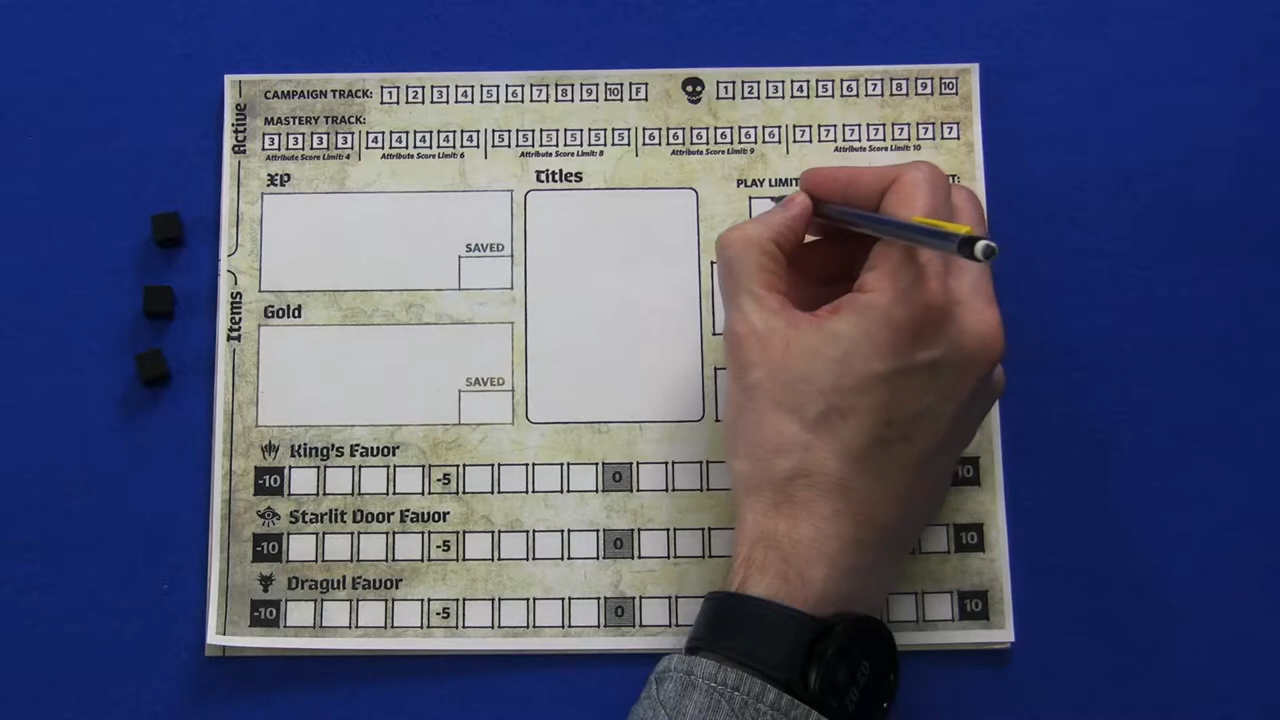 Active
Items
CAMPAIGN TRACK: 1 2 3 4 5 6 7 8 9 10 F 1 2 3 4 5 6 7 8 9 10
MASTERY TRACK:
3 3 3 3 4 4 4 4 4 5 5 5 5 5 5 6 6 6 6 6 6 7 7 7 7 7 7 7
Attribute Score Limit: 4 Attribute Score Limit: 6 Attribute Score Limit: 8 Attribute Score Limit: 9 Attribute Score Limit: 10
XP Titles PLAY LIMIT T:
SAVED
Gold
SAVED
King's Favor
-10 -5 0 10
Starlit Door Favor
-10 -5 0 10
Dragul Favor
-10 -5 0 10